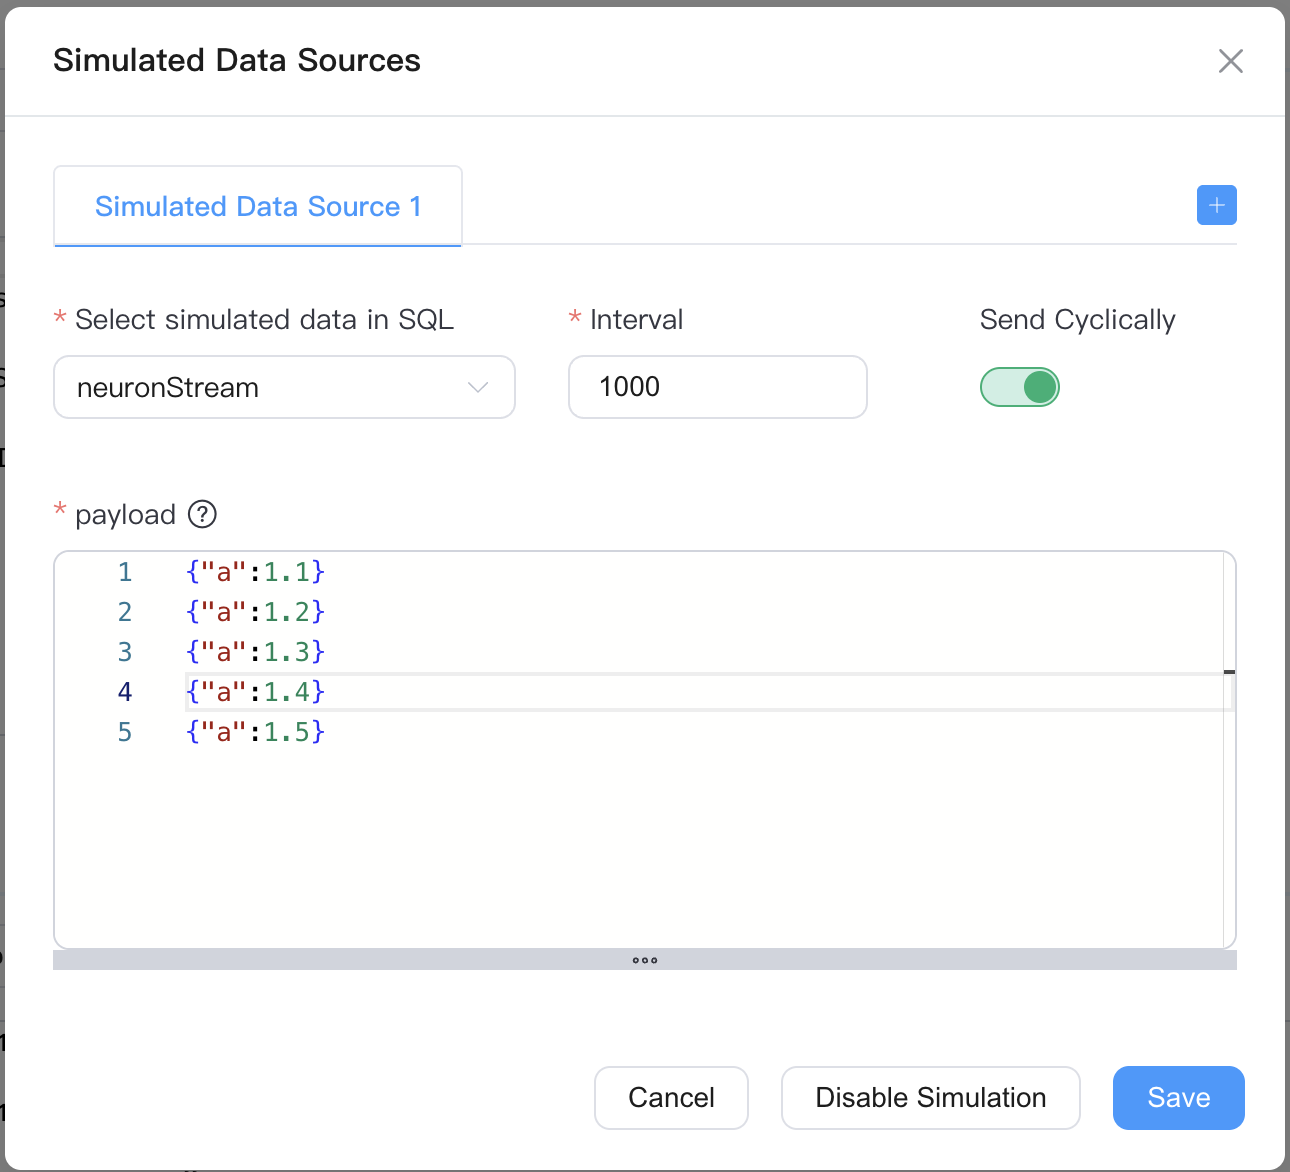 Simulated Data Sources
Simulated Data Source 1
* Select simulated data in SQL
* Interval
Send Cyclically
neuronStream
1000
* payload ?
1 {"a":1.1}
2 {"a":1.2}
3 {"a":1.3}
4 {"a":1.4}
5 {"a":1.5}
Cancel
Disable Simulation
Save